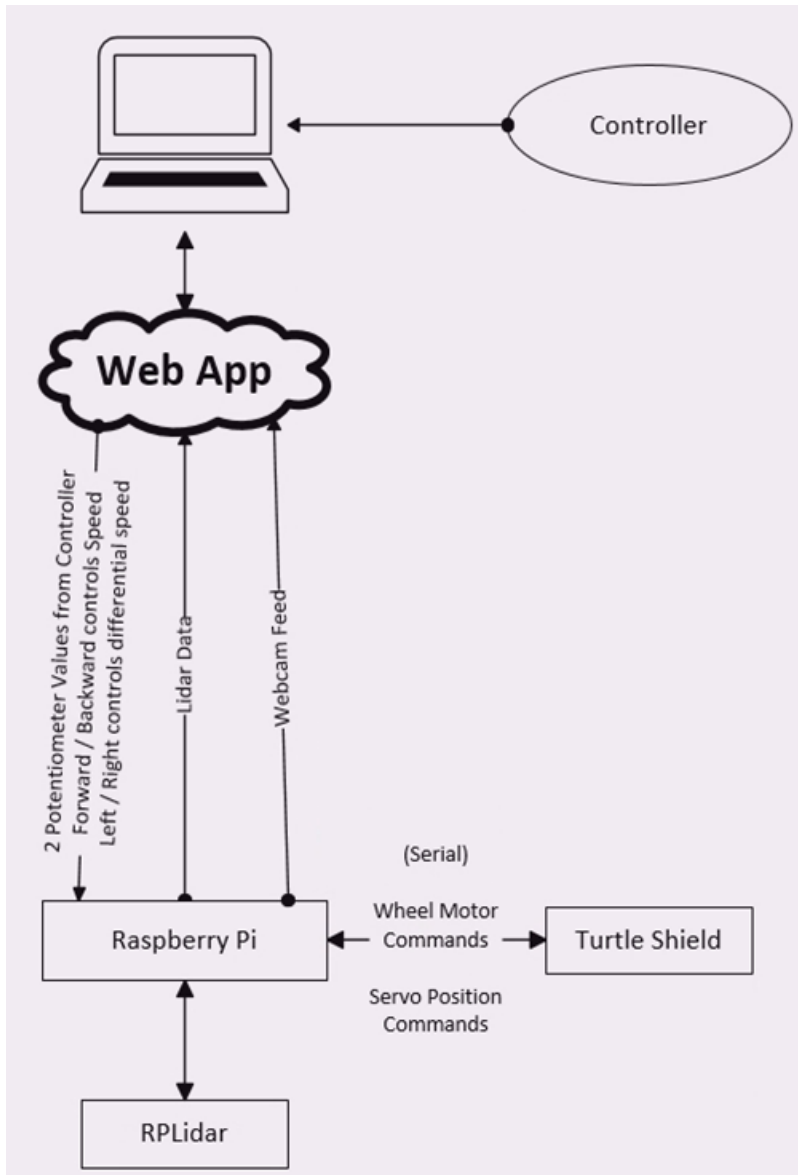 Controller
Web App
2 Potentiometer Values from Controller
Forward / Backward controls Speed
Left / Right controls differential speed
Lidar Data
Webcam Feed
(Serial)
Wheel Motor
Commands
Servo Position
Commands
Raspberry Pi
Turtle Shield
RPLidar